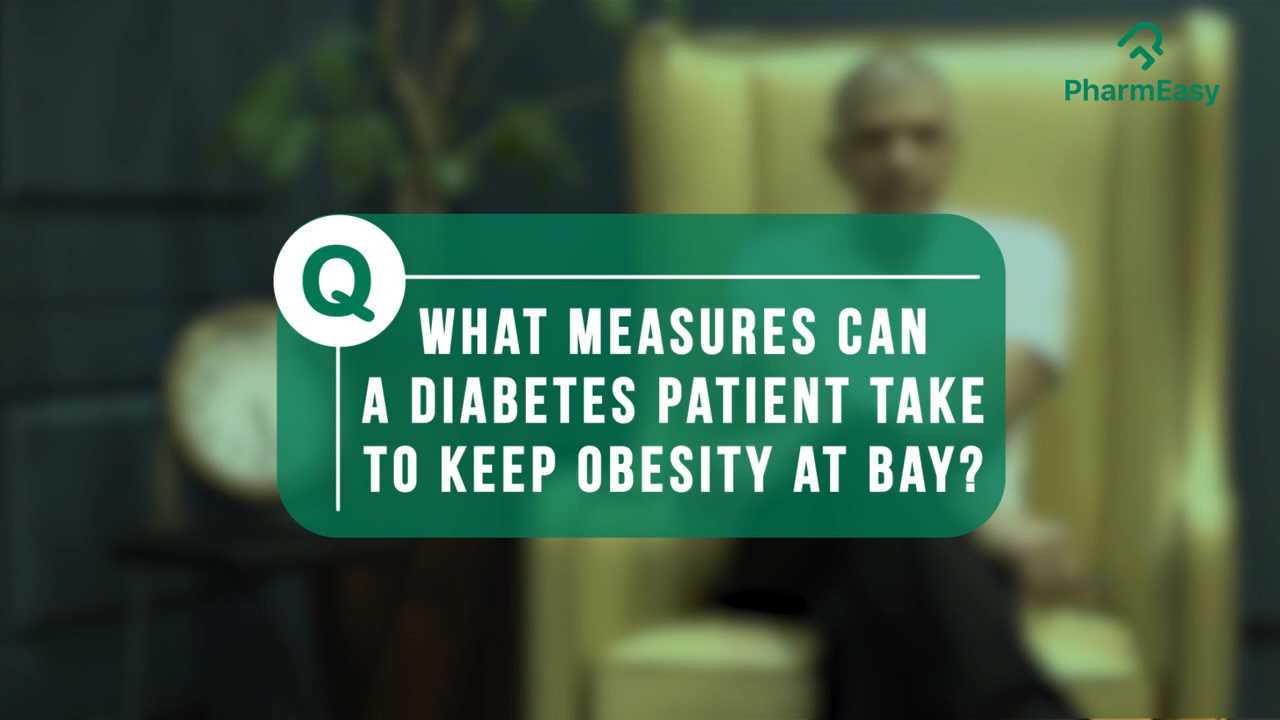 PharmEasy
Q
WHAT MEASURES CAN
A DIABETES PATIENT TAKE
TO KEEP OBESITY AT BAY?